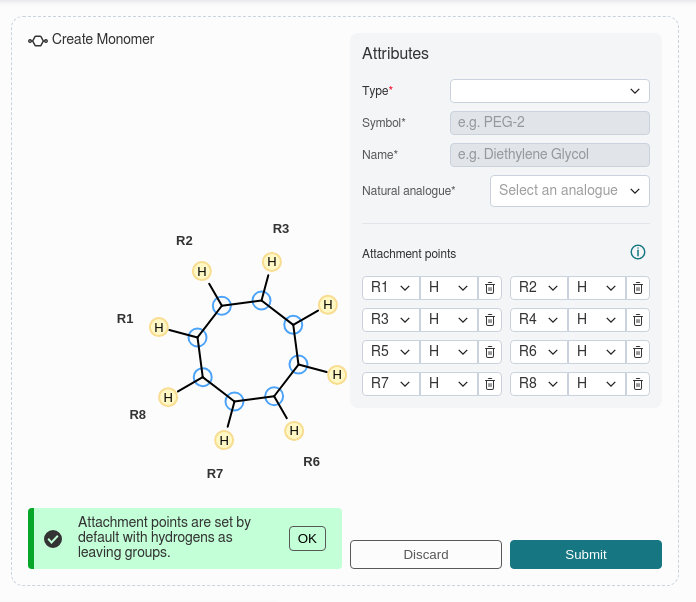 Create Monomer
Attributes
Type*
Symbol* e.g. PEG-2
Name* e.g. Diethylene Glycol
Natural analogue* Select an analogue
Attachment points
R1 H R2 H
R3 H R4 H
R5 H R6 H
R7 H R8 H
R3
R2
H
H
H
R1
H
H
H
R8
H
H
R6
R7
Attachment points are set by
default with hydrogens as
leaving groups.
OK
Discard
Submit